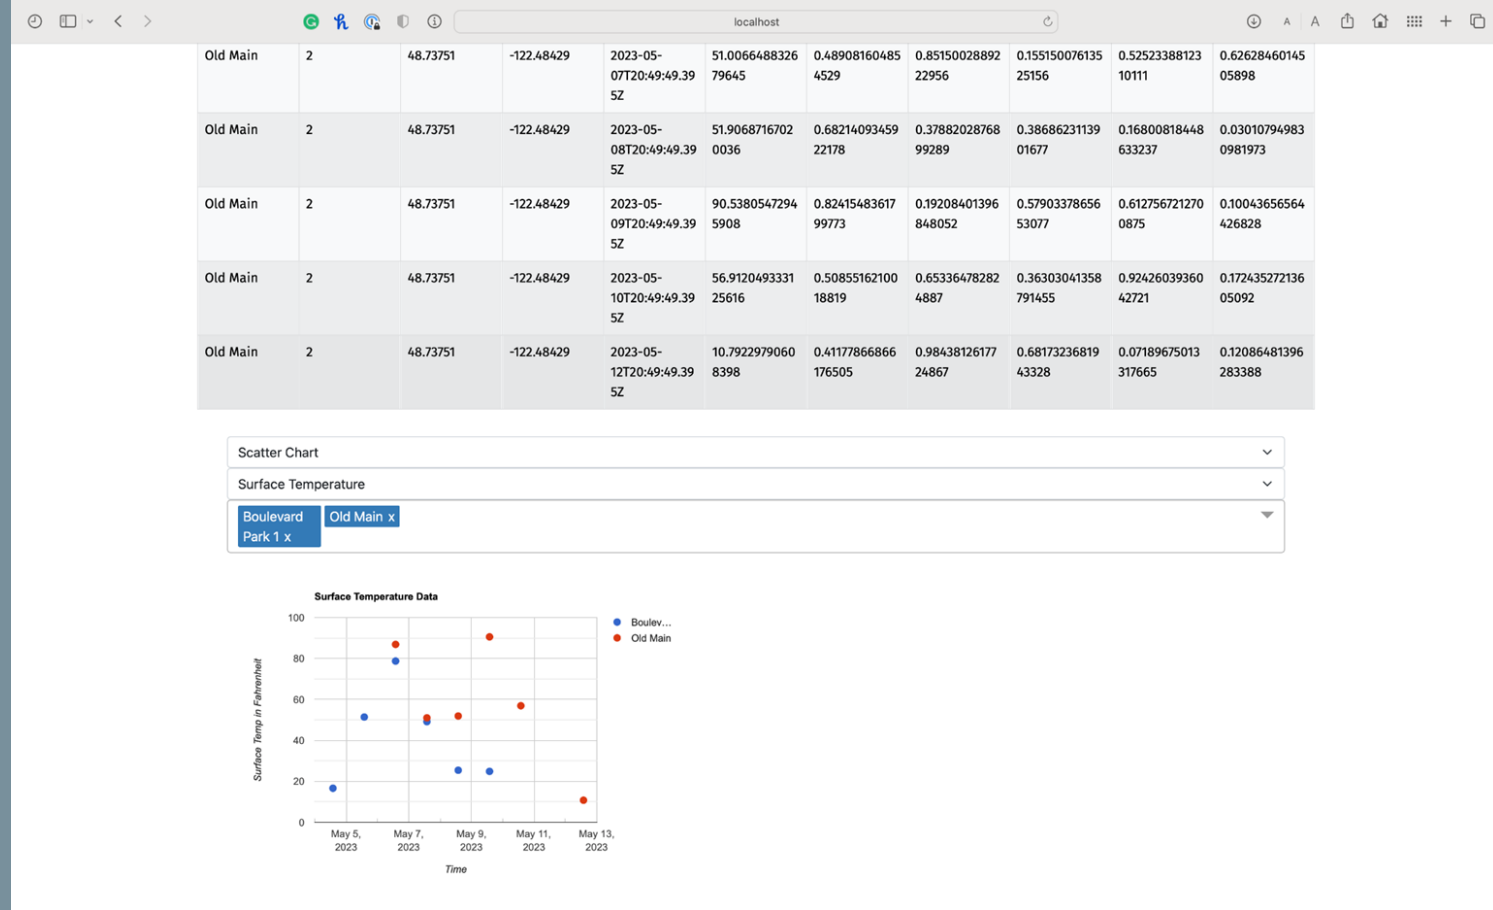 localhost
A A
Old Main 2 48.73751 -122.48429 2023-05- 51.0066488326 0.48908160485 0.85150028892 0.155150076135 0.52523388123 0.62628460145
07T20:49:49.39 79645 4529 22956 25156 10111 05898
5Z
Old Main 2 48.73751 -122.48429 2023-05- 51.9068716702 0.68214093459 0.37882028768 0.38686231139 0.16800818448 0.03010794983
08T20:49:49.39 0036 22178 99289 01677 633237 0981973
5Z
Old Main 2 48.73751 -122.48429 2023-05- 90.5380547294 0.82415483617 0.19208401396 0.57903378656 0.612756721270 0.10043656564
09T20:49:49.39 5908 99773 848052 53077 0875 426828
5Z
Old Main 2 48.73751 -122.48429 2023-05- 56.9120493331 0.50855162100 0.65336478282 0.36303041358 0.92426039360 0.172435272136
10T20:49:49.39 25616 18819 4887 791455 42721 05092
5Z
Old Main 2 48.73751 -122.48429 2023-05- 10.7922979060 0.41177866866 0.98438126177 0.68173236819 0.07189675013 0.12086481396
12T20:49:49.39 8398 176505 24867 43328 317665 283388
5Z
Scatter Chart
Surface Temperature
Boulevard
Park 1 x
Old Main x
Surface Temperature Data
Surface Temp in Fahrenheit
100
80
60
40
20
0
May 5, May 7, May 9, May 11, May 13,
2023 2023 2023 2023 2023
Time
Boulev...
Old Main